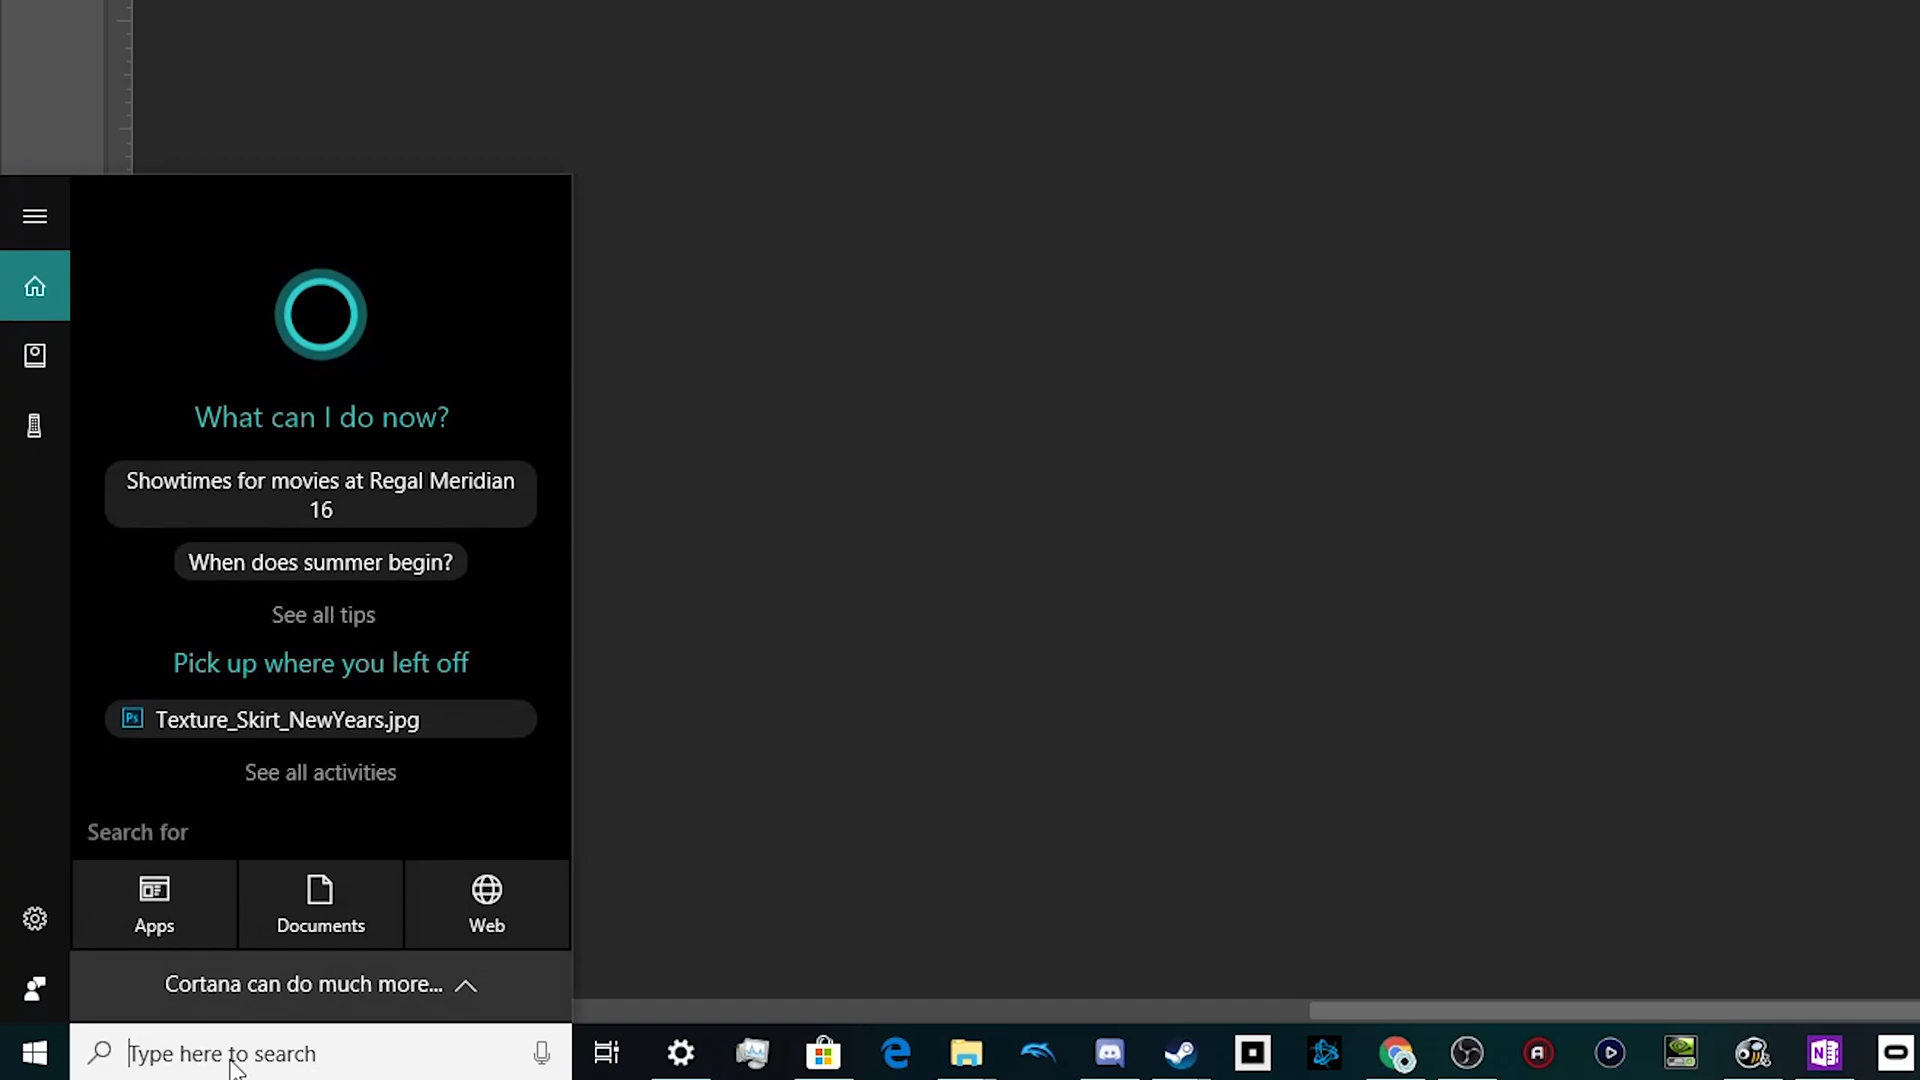 What can I do now?
Showtimes for movies at Regal Meridian
16
When does summer begin?
See all tips
Pick up where you left off
Ps Texture_Skirt_NewYears.jpg
See all activities
Search for
Apps Documents Web
Cortana can do much more...
Type here to search